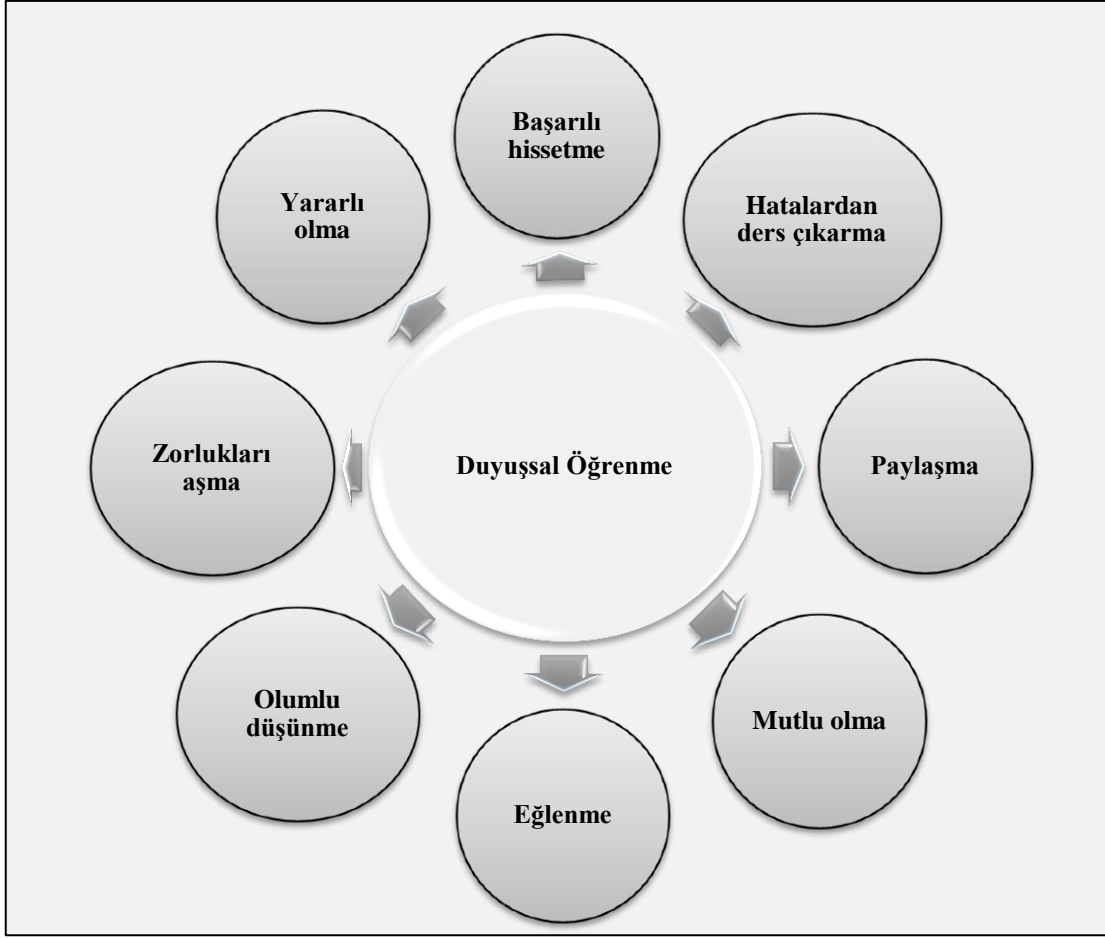 Başarılı
hissetme
Yararlı
olma
Hatalardan
ders çıkarma
Zorlukları
aşma
Duyuşsal Öğrenme
Paylaşma
Olumlu
düşünme
Mutlu olma
Eğlenme